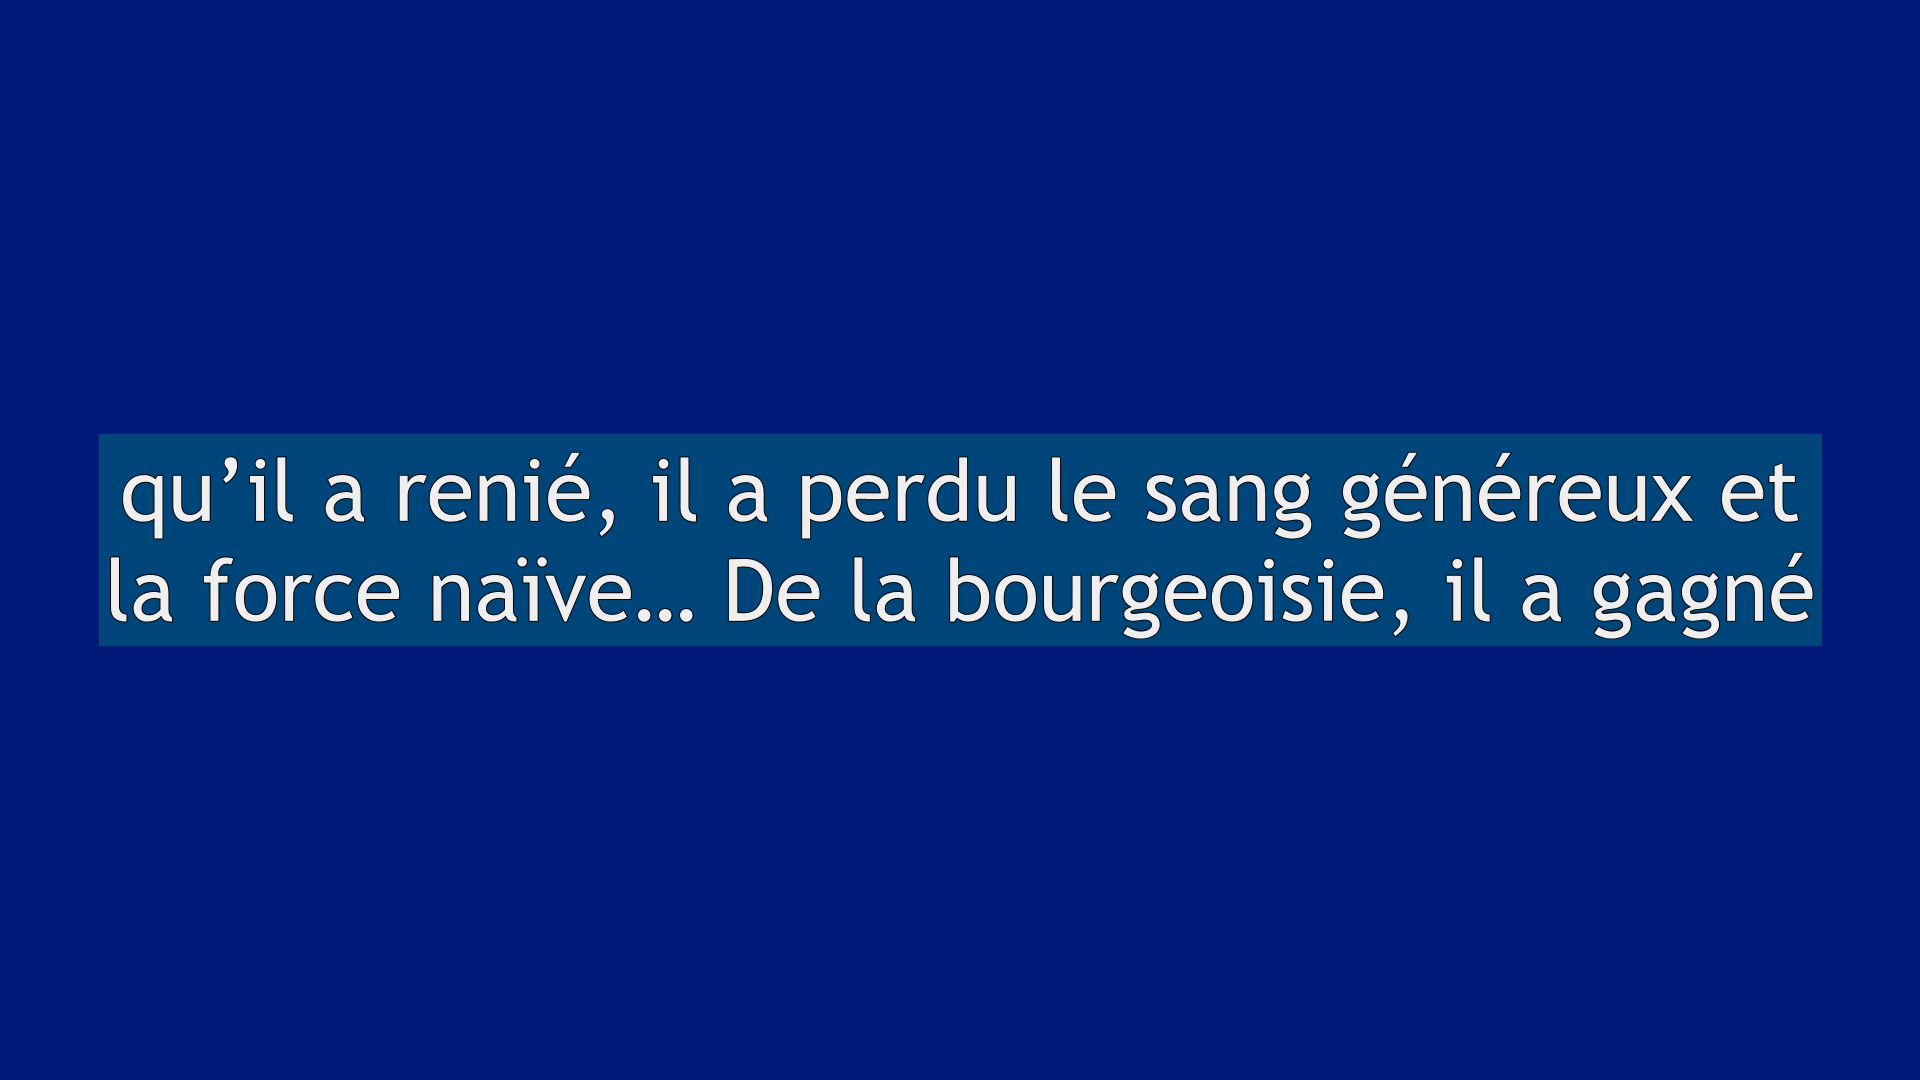 qu’il a renié, il a perdu le sang généreux et
la force naïve… De la bourgeoisie, il a gagné